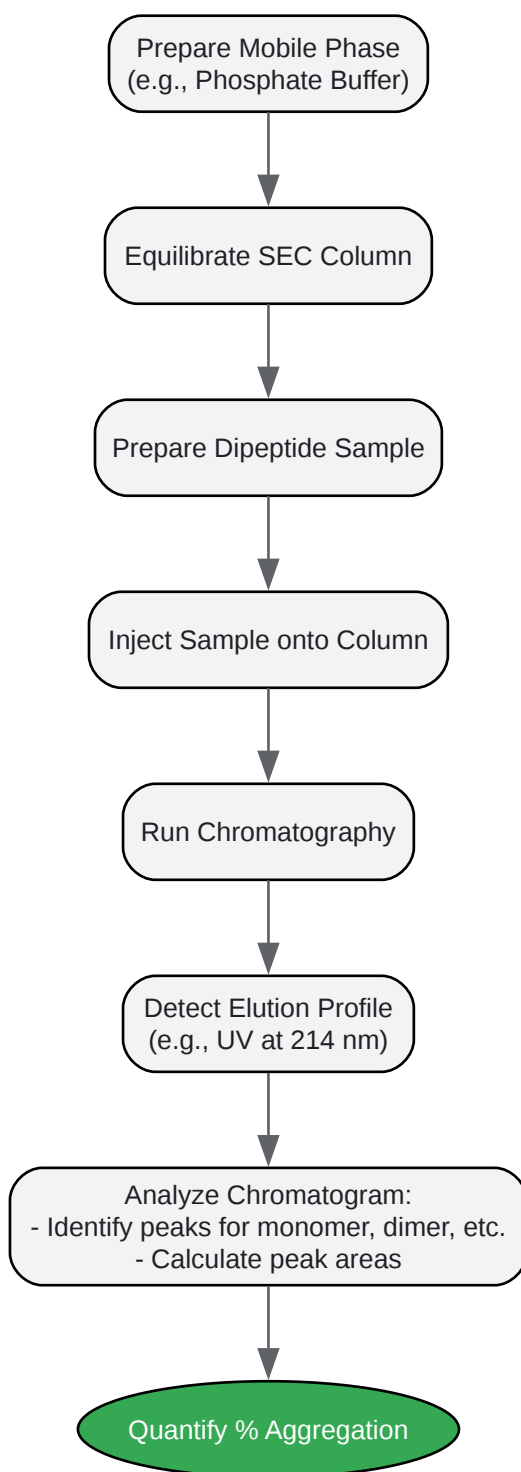 Prepare Mobile Phase
(e.g., Phosphate Buffer)
Equilibrate SEC Column
Prepare Dipeptide Sample
Inject Sample onto Column
Run Chromatography
Detect Elution Profile
(e.g., UV at 214 nm)
Analyze Chromatogram:
- Identify peaks for monomer, dimer, etc.
- Calculate peak areas
Quantify % Aggregation